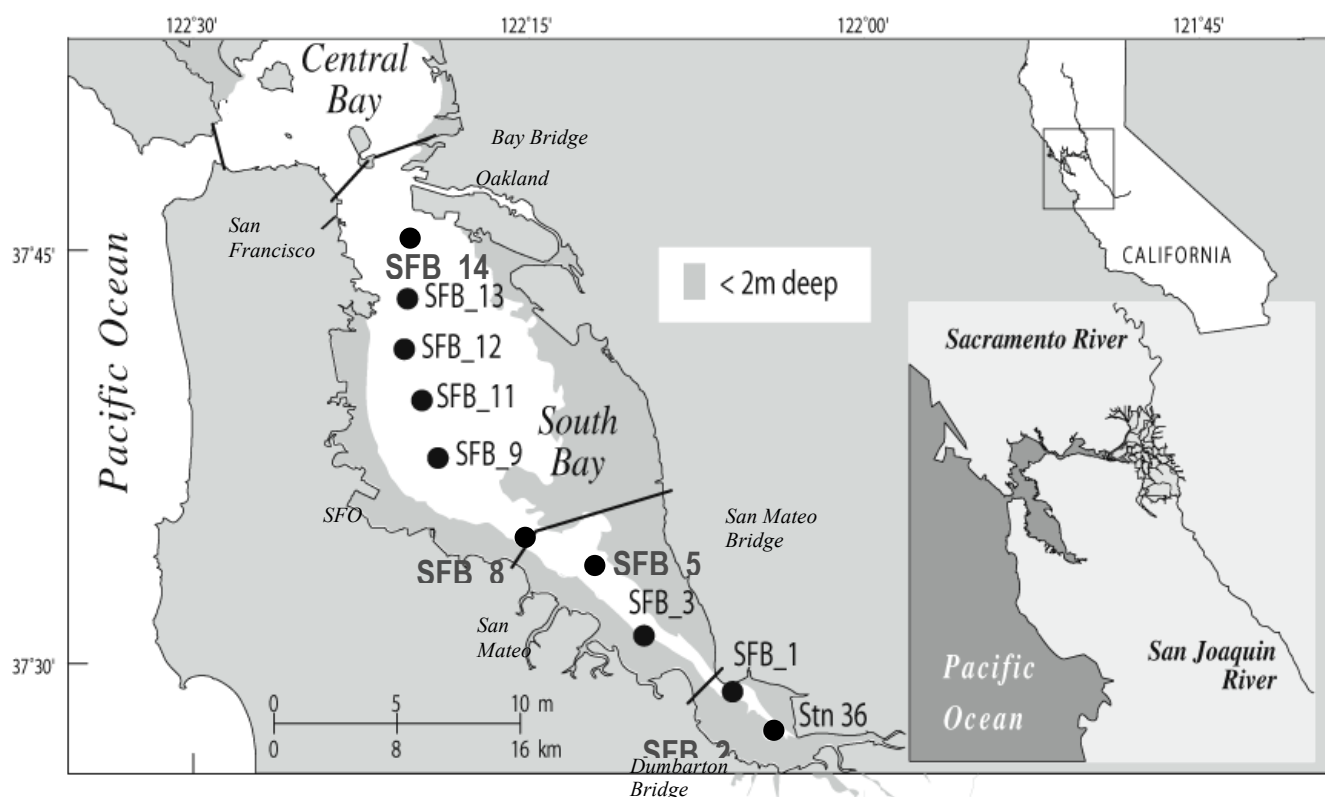 122°30'
122°15'
122°00'
121°45'
Central
Bay
Bay Bridge
Oakland
San
Francisco
37°45'
Pacific Ocean
SFB_14
SFB_13
SFB_12
SFB_11
SFB_9
South
Bay
< 2m deep
CALIFORNIA
Sacramento River
San Joaquin
River
Pacific
Ocean
SFO
San Mateo
Bridge
SFB_8
SFB_5
SFB_3
San
Mateo
37°30'
SFB_1
Stn 36
SFB_2
Dumbarton
Bridge
0 5 10 m
0 8 16 km